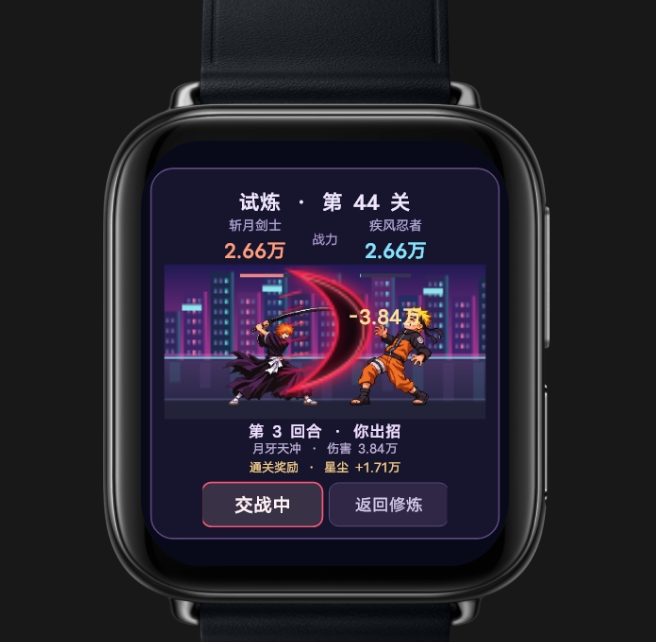 试炼 · 第 44 关
斩月剑士 疾风忍者
2.66万 战力 2.66万
-3.84万
第 3 回合 · 你出招
月牙天冲 · 伤害 3.84万
通关奖励 · 星尘 +1.71万
交战中 返回修炼